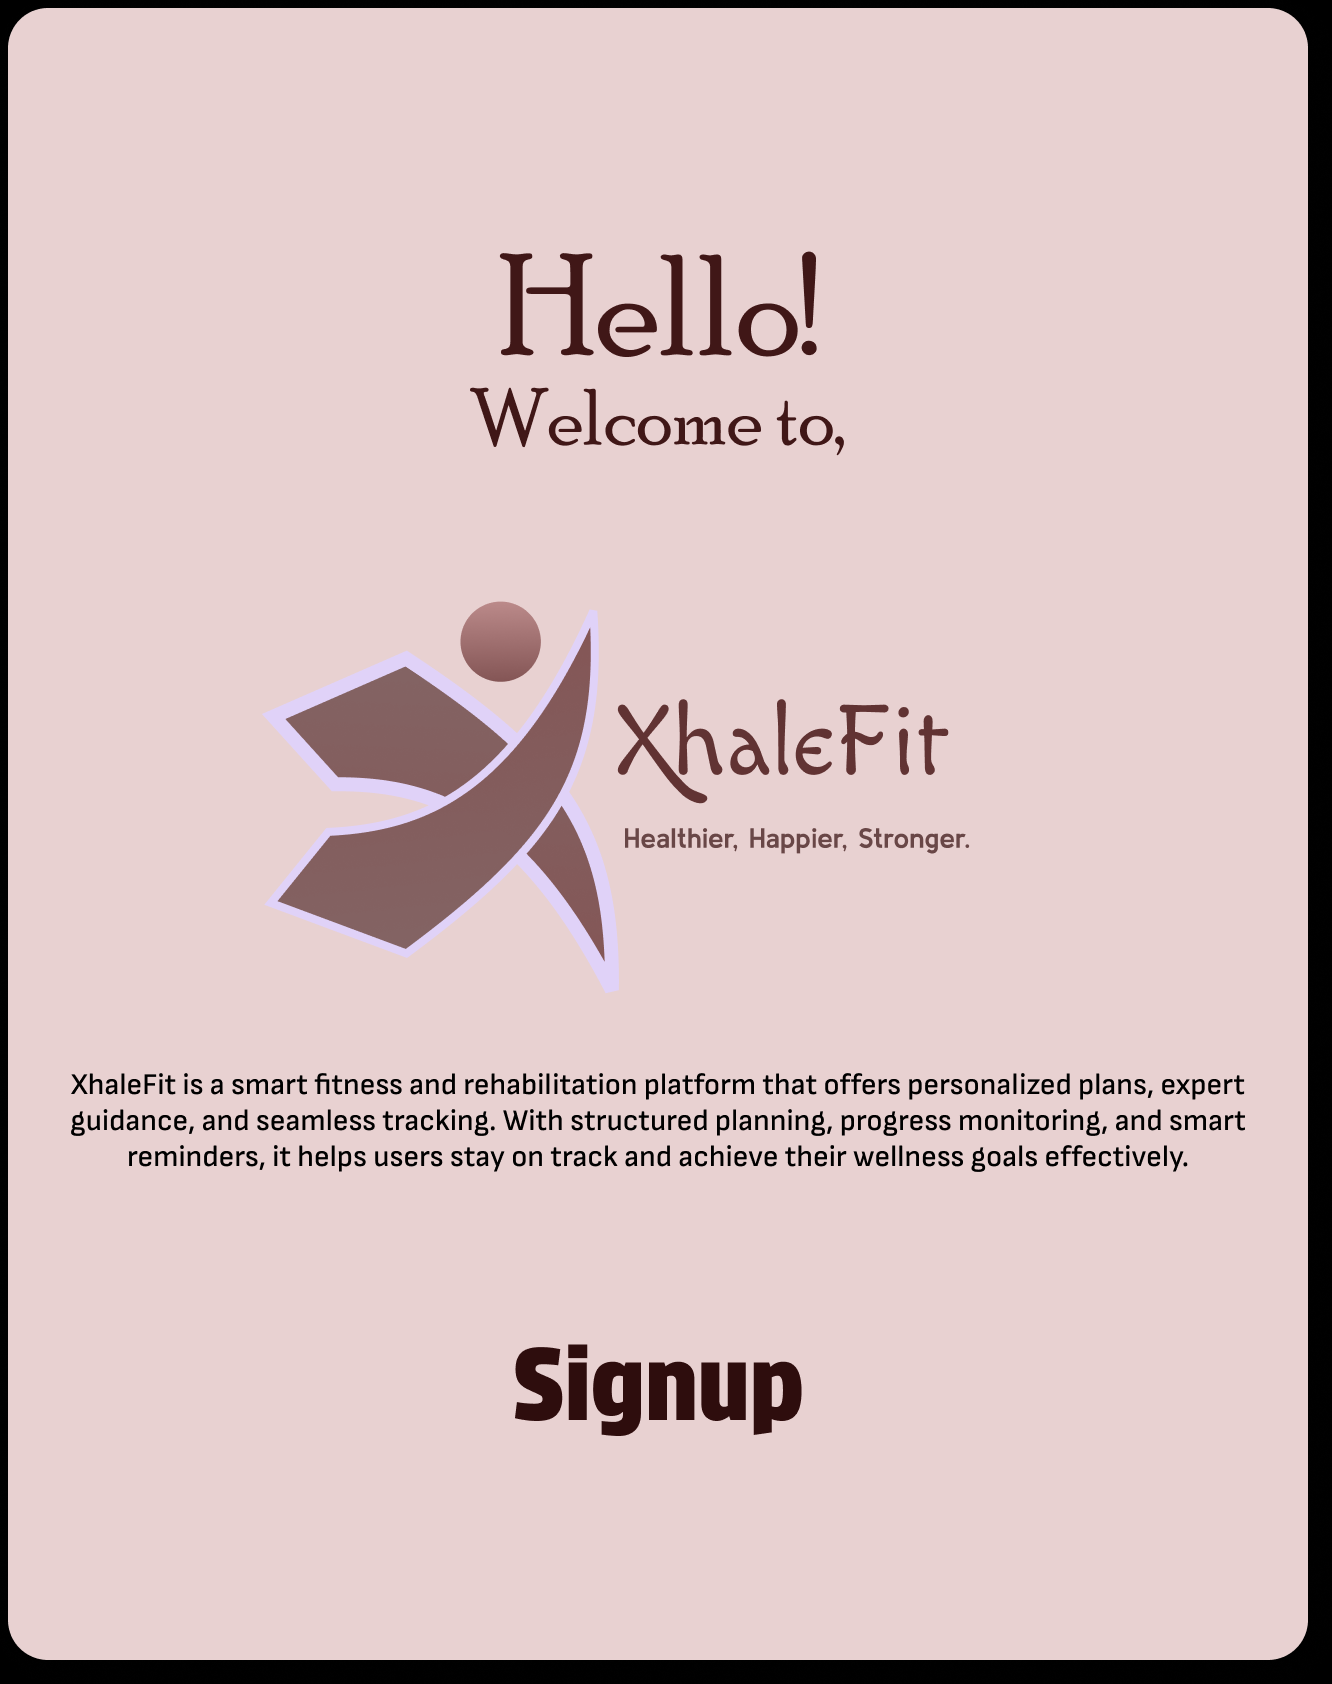 Hello!
Welcome to,
XhaleFit
Healthier, Happier, Stronger.
XhaleFit is a smart fitness and rehabilitation platform that offers personalized plans, expert
guidance, and seamless tracking. With structured planning, progress monitoring, and smart
reminders, it helps users stay on track and achieve their wellness goals effectively.
Signup